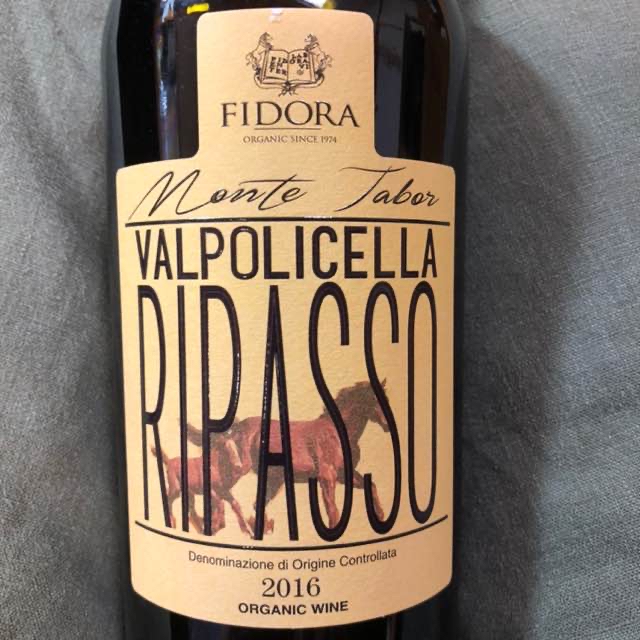 FIDORA
ORGANIC SINCE 1974
Monte Tabor
VALPOLICELLA
RIPASSO
Denominazione di Origine Controllata
2016
ORGANIC WINE